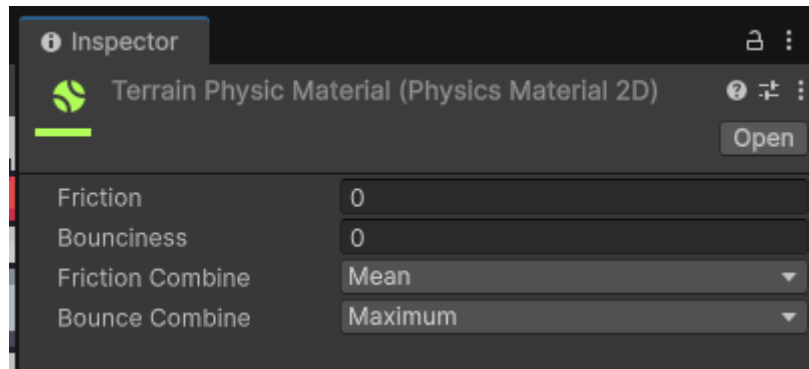 Inspector
Terrain Physic Material (Physics Material 2D)
Open
Friction 0
Bounciness 0
Friction Combine Mean
Bounce Combine Maximum